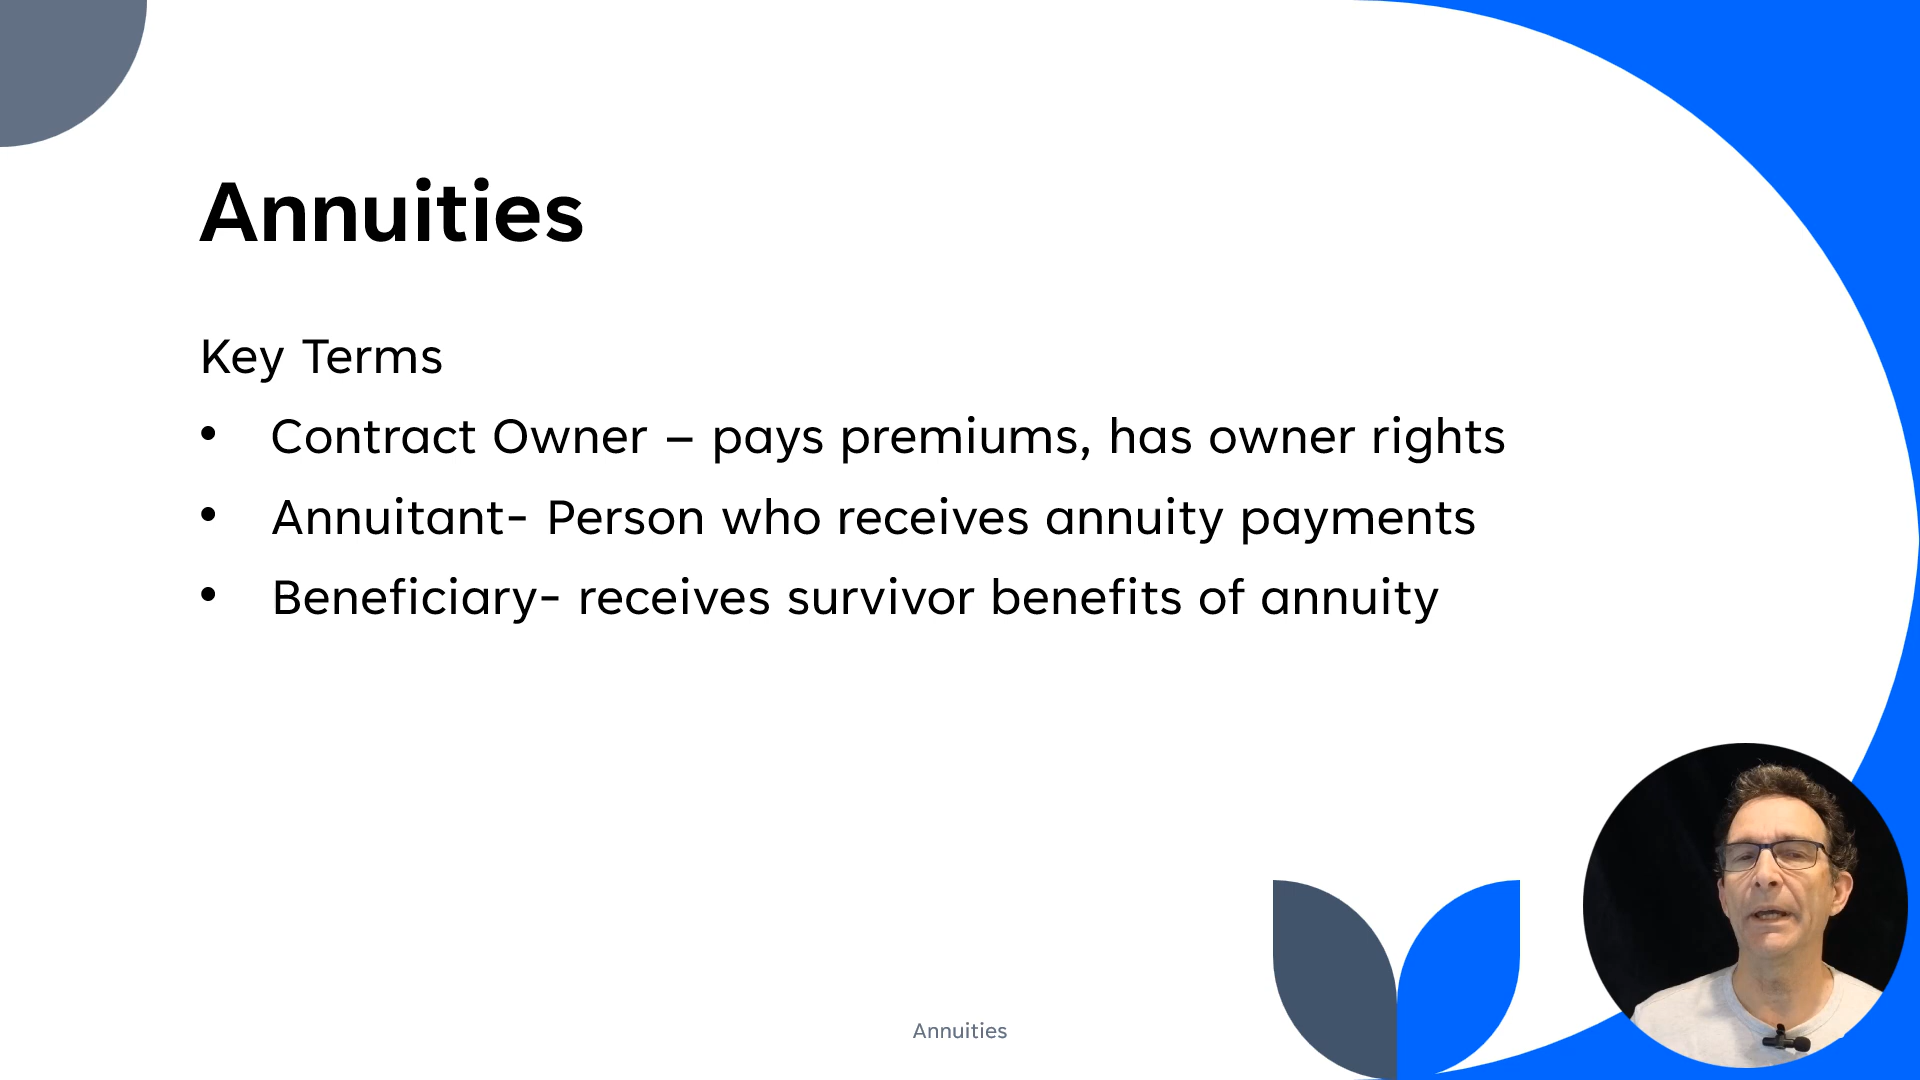 Annuities
Key Terms
• Contract Owner – pays premiums, has owner rights
• Annuitant- Person who receives annuity payments
• Beneficiary- receives survivor benefits of annuity
Annuities